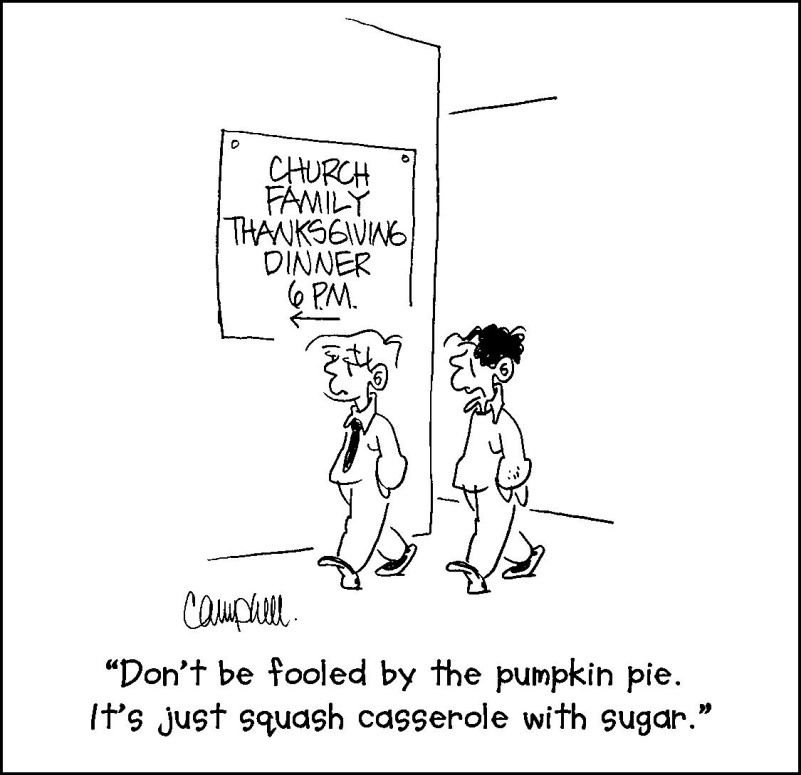 CHURCH
FAMILY
THANKSGIVING
DINNER
6 P.M.
Campbell.
“Don’t be fooled by the pumpkin pie.
It’s just squash casserole with sugar.”